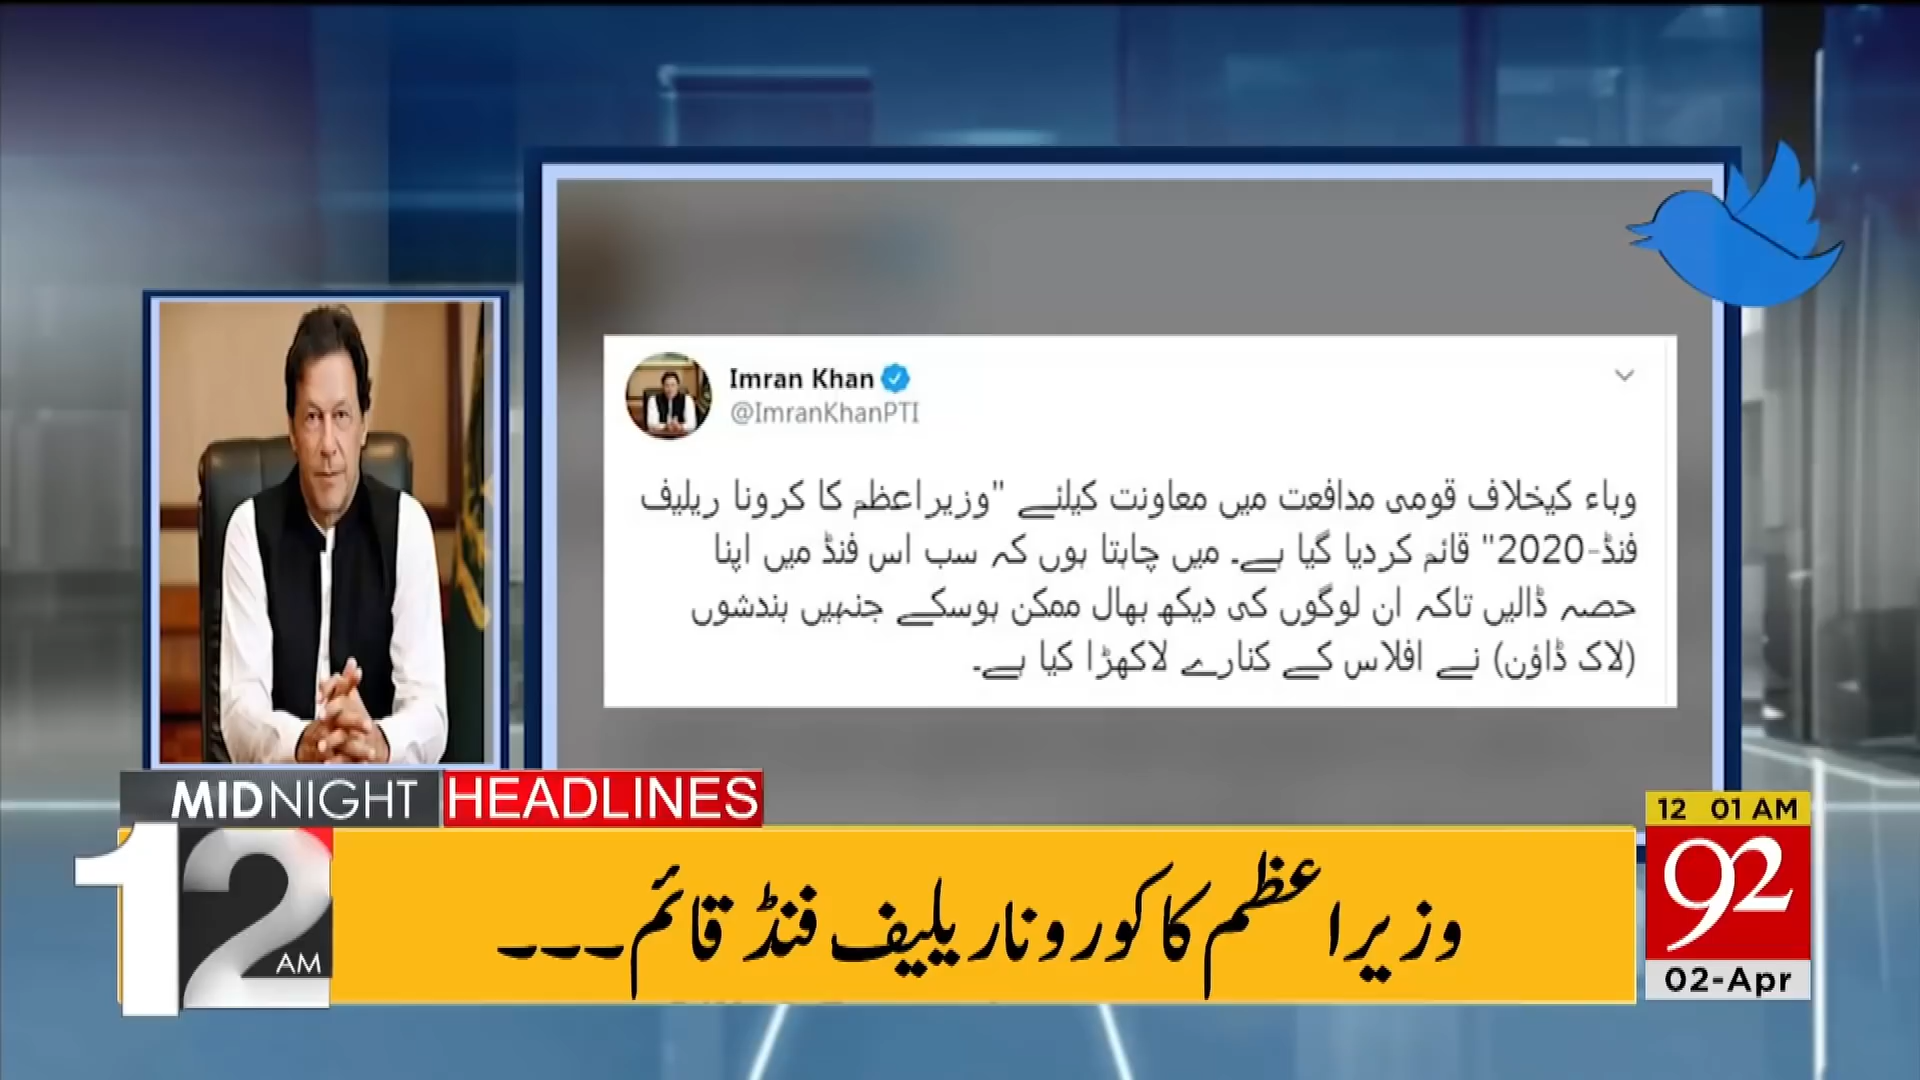 Imran Khan
@ImranKhanPTI
وباء کیخلاف قومی مدافعت میں معاونت کیلئے "وزیراعظم کا کرونا ریلیف
فنڈ-2020" قائم کردیا گیا ہے۔ میں چاہتا ہوں کہ سب اس فنڈ میں اپنا
حصہ ڈالیں تاکہ ان لوگوں کی دیکھ بھال ممکن ہوسکے جنہیں بندشوں
(لاک ڈاؤن) نے افلاس کے کنارے لاکھڑا کیا ہے۔
MIDNIGHT HEADLINES
12 AM
وزیراعظم کا کورونا ریلیف فنڈ قائم ۔۔۔۔
12 01 AM
92
02-Apr